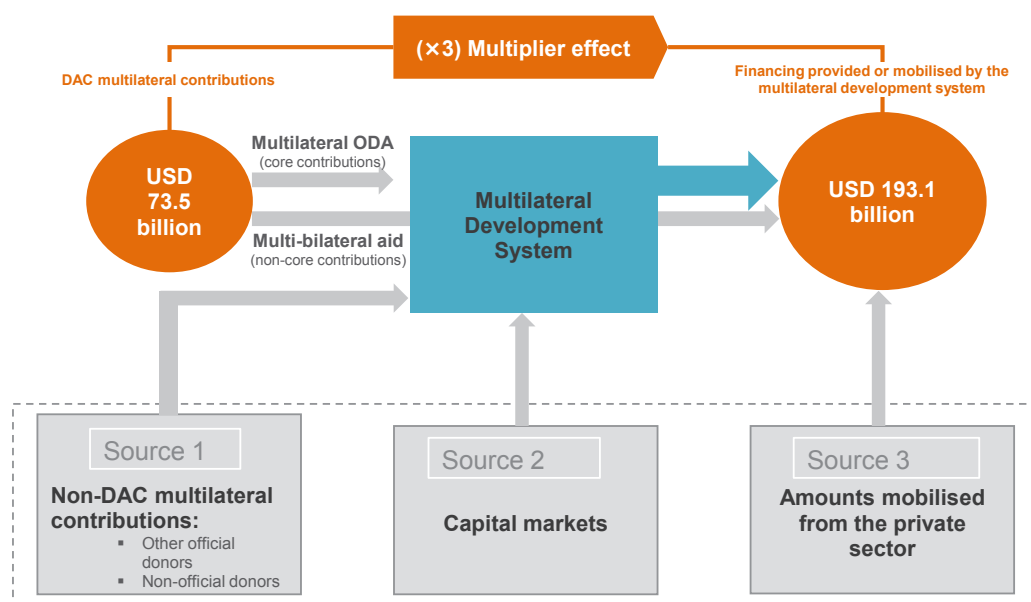 (×3) Multiplier effect
DAC multilateral contributions
Financing provided or mobilised by the
multilateral development system
USD
73.5
billion
Multilateral ODA
(core contributions)
Multi-bilateral aid
(non-core contributions)
Multilateral
Development
System
USD 193.1
billion
Source 1
Non-DAC multilateral
contributions:
▪ Other official
donors
▪ Non-official donors
Source 2
Capital markets
Source 3
Amounts mobilised
from the private
sector